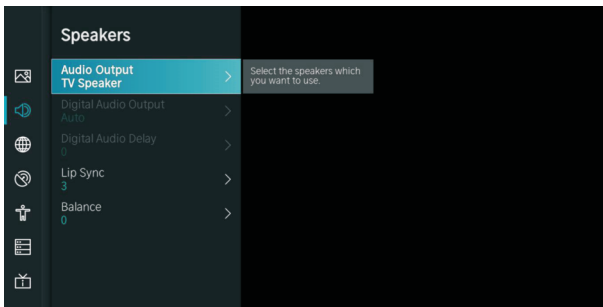 Speakers
Audio Output
TV Speaker
Select the speakers which
you want to use.
Digital Audio Output
Auto
Digital Audio Delay
0
Lip Sync
3
Balance
0